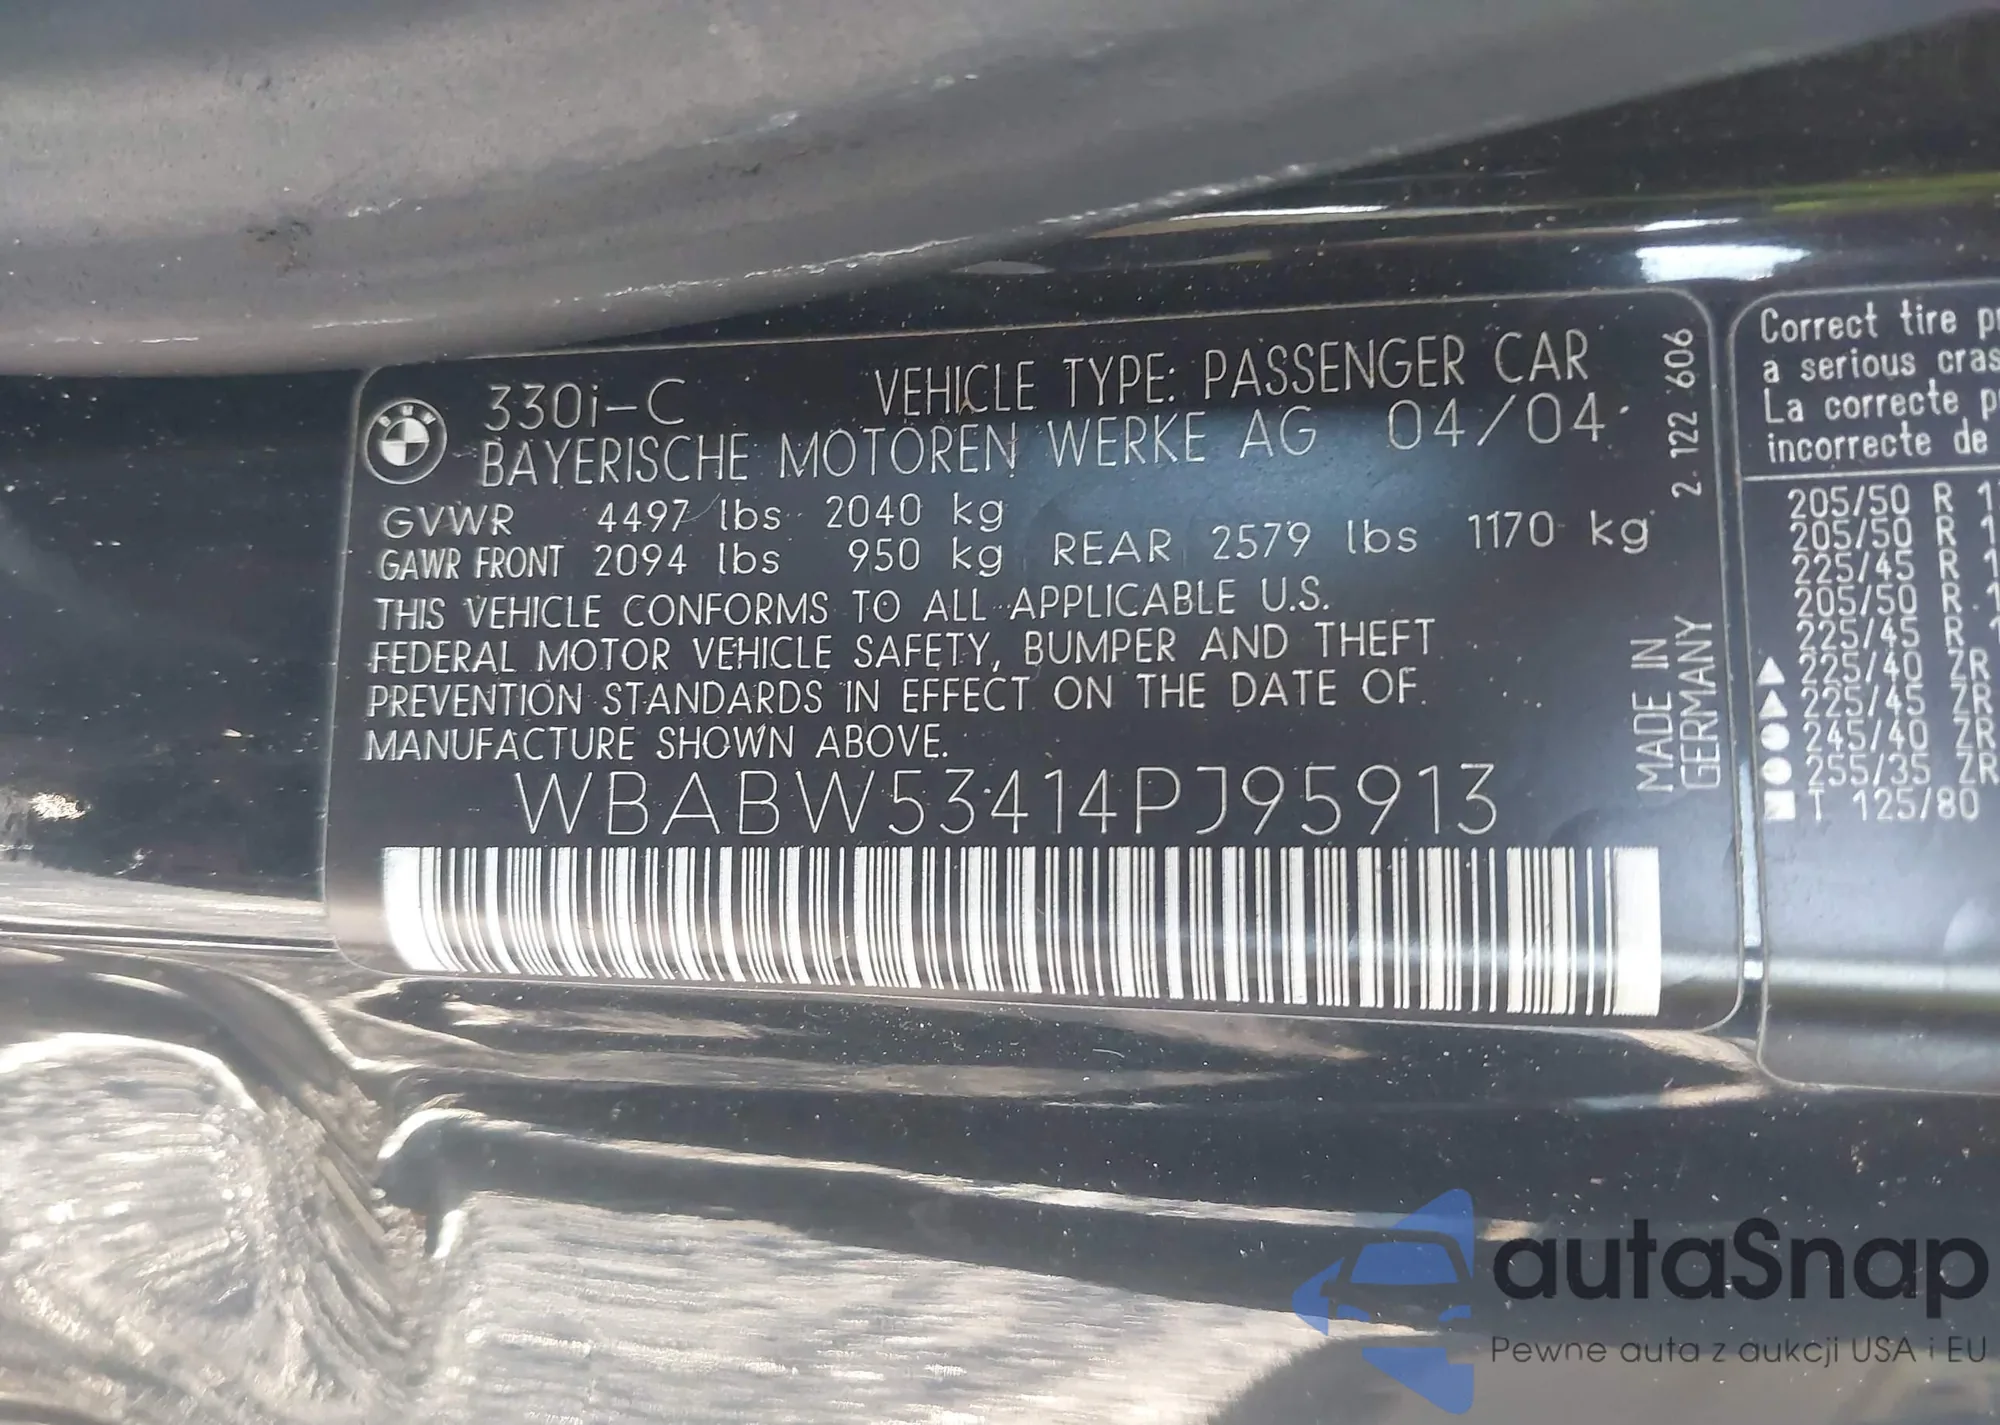 330i-C VEHICLE TYPE: PASSENGER CAR
BAYERISCHE MOTOREN WERKE AG 04/04
GVWR 4497 lbs 2040 kg
GAWR FRONT 2094 lbs 950 kg REAR 2579 lbs 1170 kg
THIS VEHICLE CONFORMS TO ALL APPLICABLE U.S.
FEDERAL MOTOR VEHICLE SAFETY, BUMPER AND THEFT
PREVENTION STANDARDS IN EFFECT ON THE DATE OF
MANUFACTURE SHOWN ABOVE.
WBABW53414PJ95913
2 122 606
MADE IN
GERMANY
Correct tire
a serious
La correcte
incorrecte de
205/50 R
205/50 R
225/45 R
205/50 R
225/45 R
225/40 ZR
225/45 ZR
245/40 ZR
255/35 ZR
T 125/80
autaSnap
Pewne auta z aukcji USA i EU